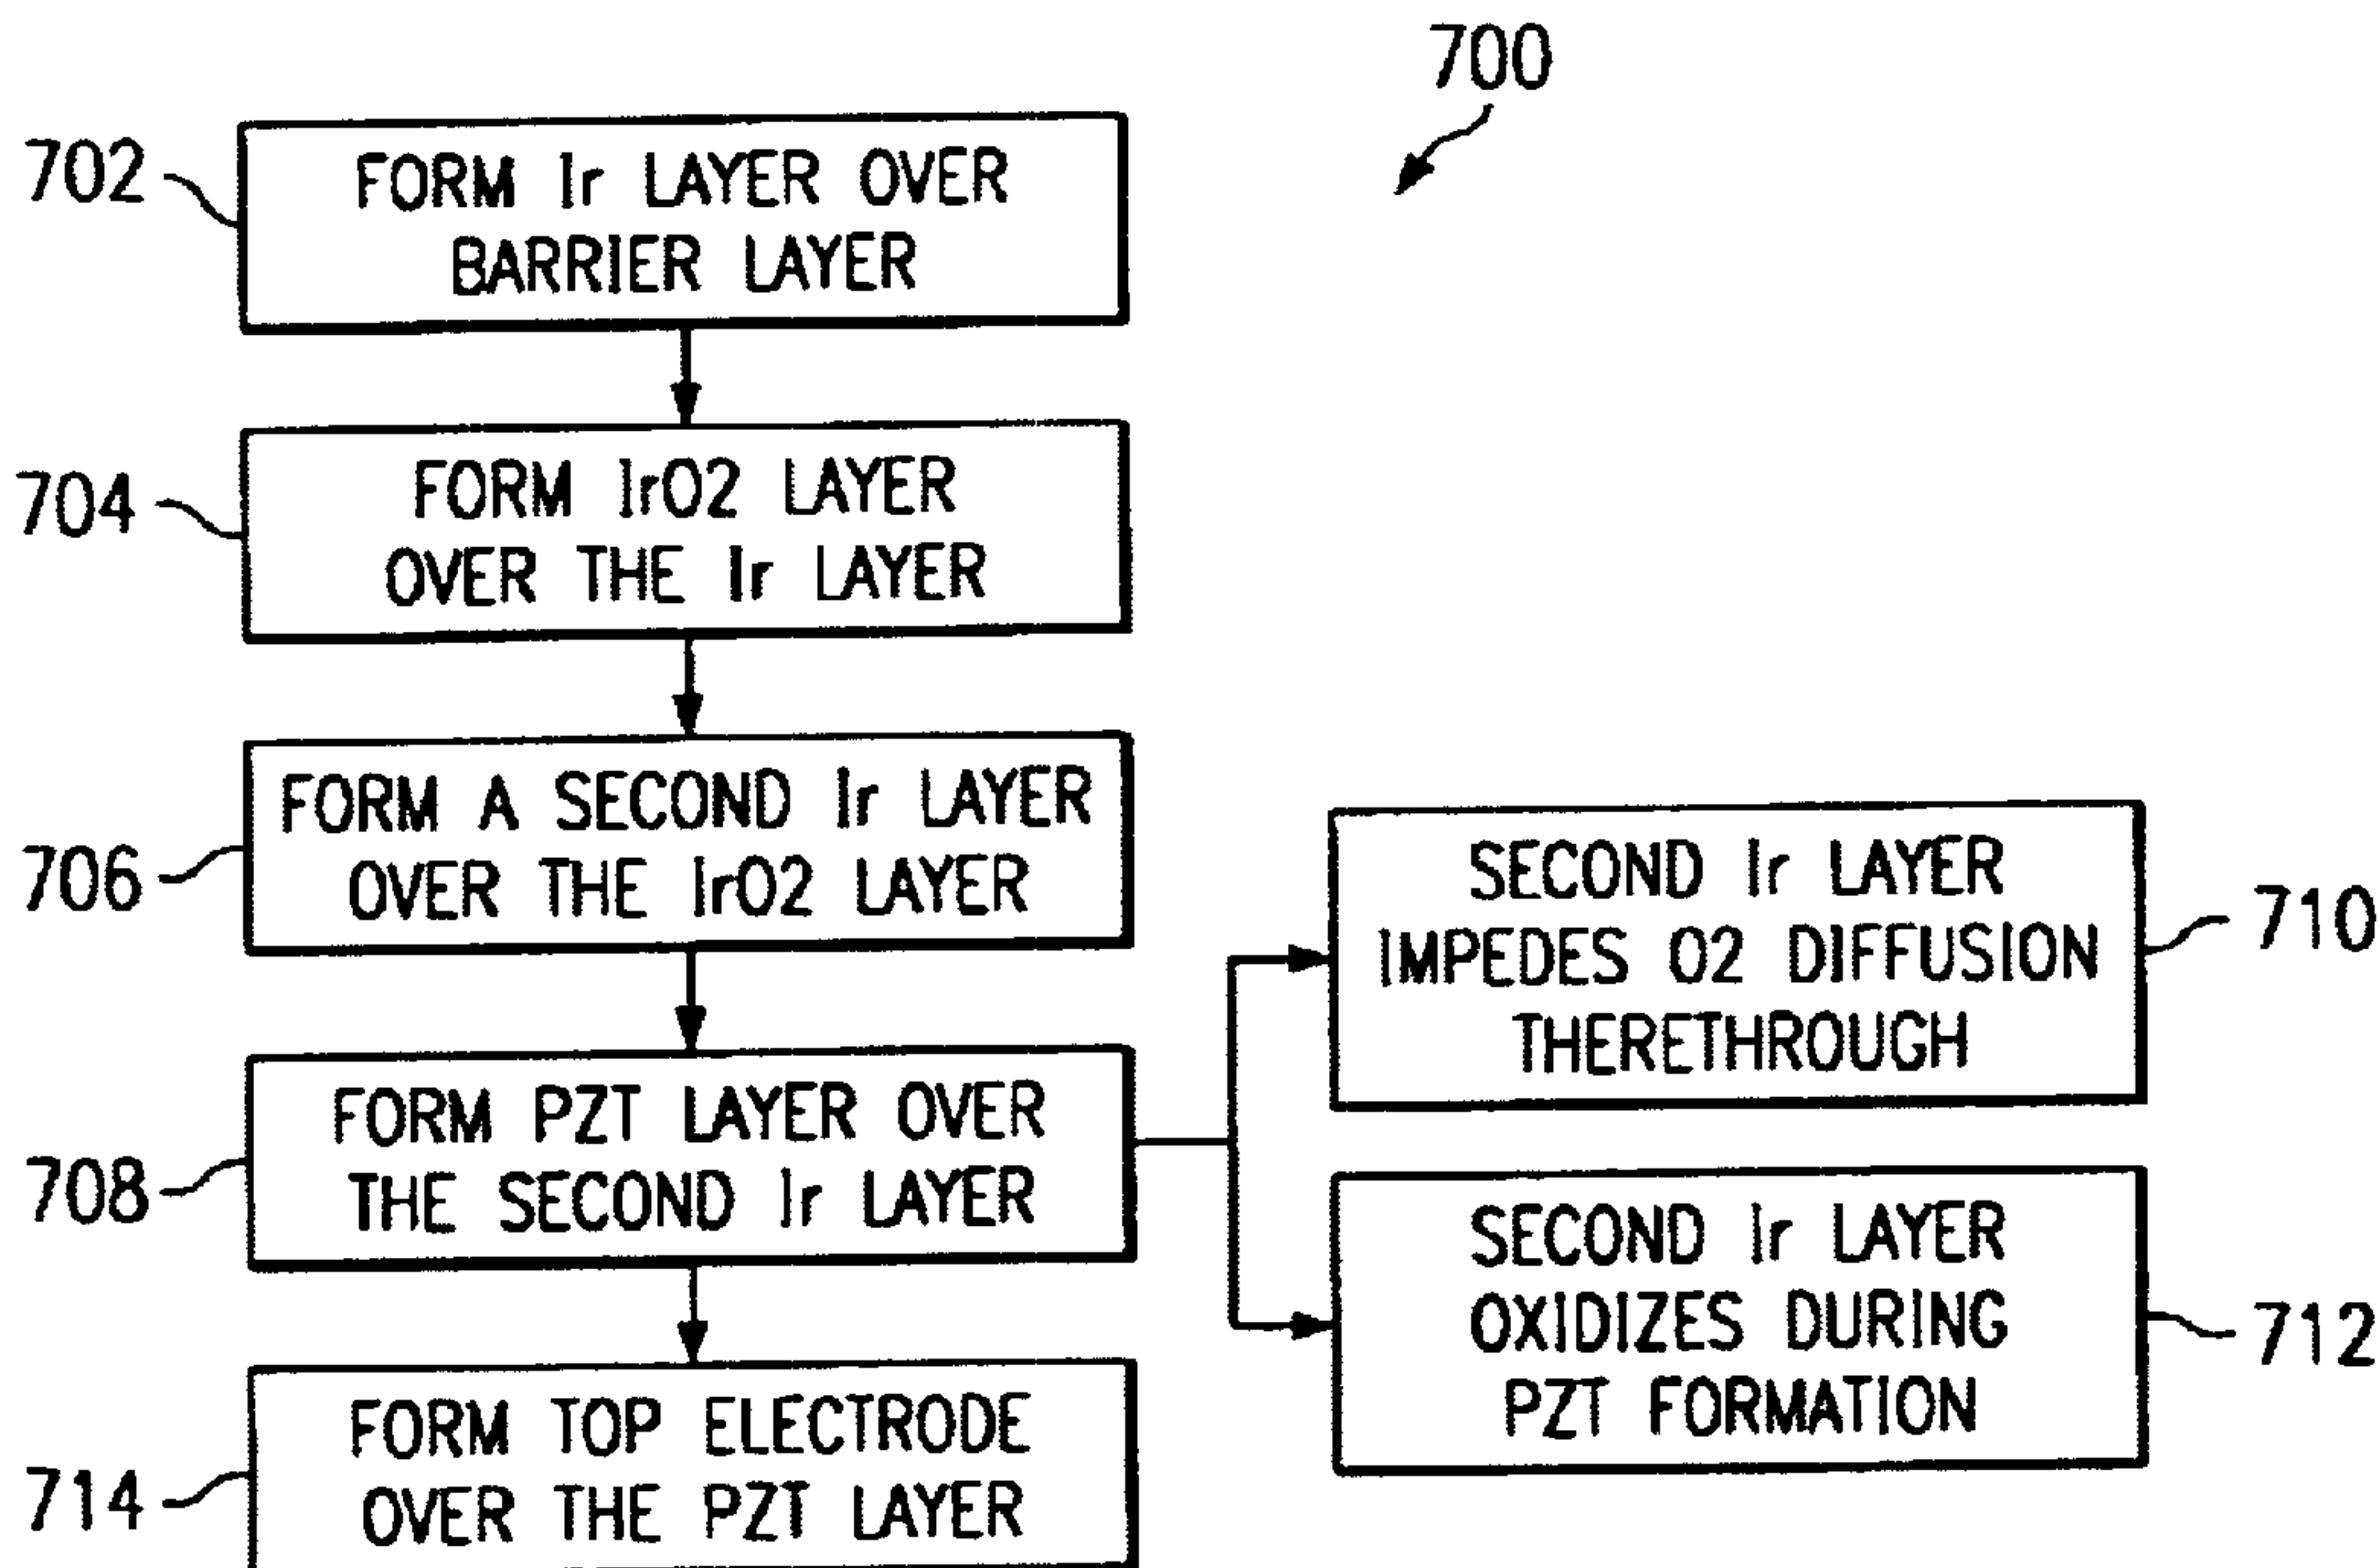 700
702
FORM Ir LAYER OVER
BARRIER LAYER
704
FORM IrO2 LAYER
OVER THE Ir LAYER
706
FORM A SECOND Ir LAYER
OVER THE IrO2 LAYER
708
FORM PZT LAYER OVER
THE SECOND Ir LAYER
SECOND Ir LAYER
IMPEDES O2 DIFFUSION
THERETHROUGH
710
SECOND Ir LAYER
OXIDIZES DURING
PZT FORMATION
712
714
FORM TOP ELECTRODE
OVER THE PZT LAYER